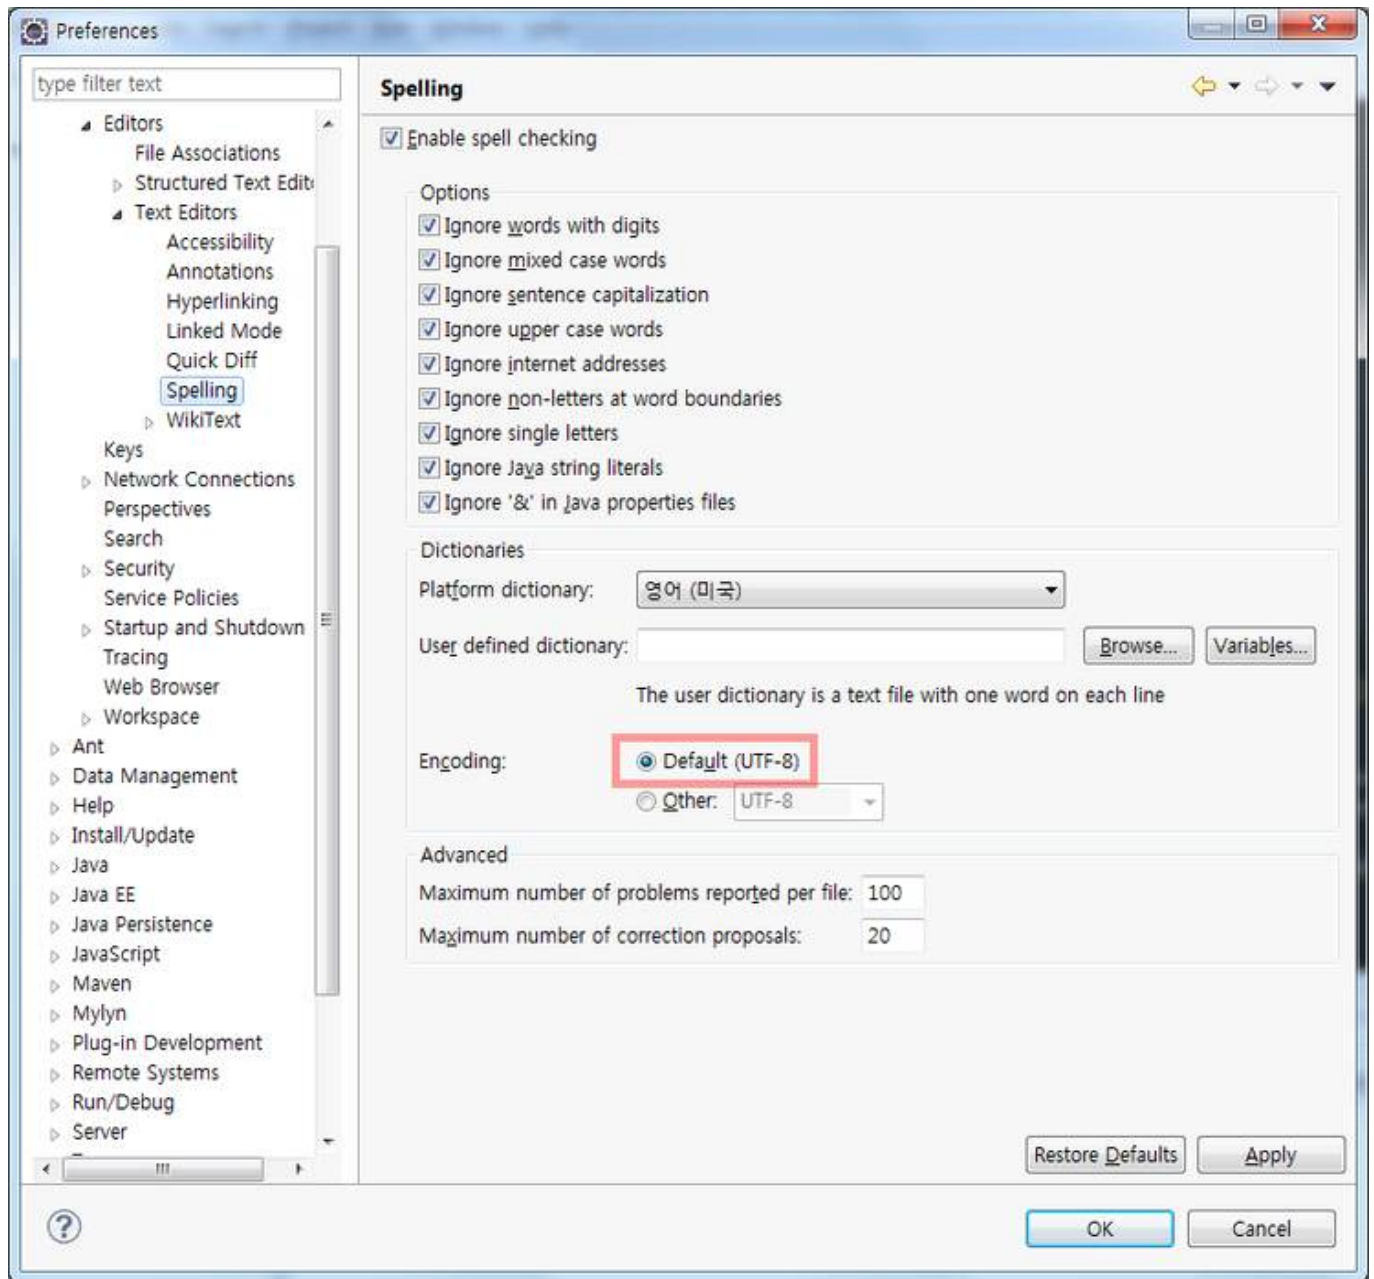 Preferences
type filter text
Editors
File Associations
Structured Text Edit
Text Editors
Accessibility
Annotations
Hyperlinking
Linked Mode
Quick Diff
Spelling
WikiText
Keys
Network Connections
Perspectives
Search
Security
Service Policies
Startup and Shutdown
Tracing
Web Browser
Workspace
Ant
Data Management
Help
Install/Update
Java
Java EE
Java Persistence
JavaScript
Maven
Mylyn
Plug-in Development
Remote Systems
Run/Debug
Server
Spelling
Enable spell checking
Options
Ignore words with digits
Ignore mixed case words
Ignore sentence capitalization
Ignore upper case words
Ignore internet addresses
Ignore non-letters at word boundaries
Ignore single letters
Ignore Java string literals
Ignore '&' in Java properties files
Dictionaries
Platform dictionary: 영어 (미국)
User defined dictionary: Browse... Variables...
The user dictionary is a text file with one word on each line
Encoding: Default (UTF-8)
Other: UTF-8
Advanced
Maximum number of problems reported per file: 100
Maximum number of correction proposals: 20
Restore Defaults Apply
? OK Cancel